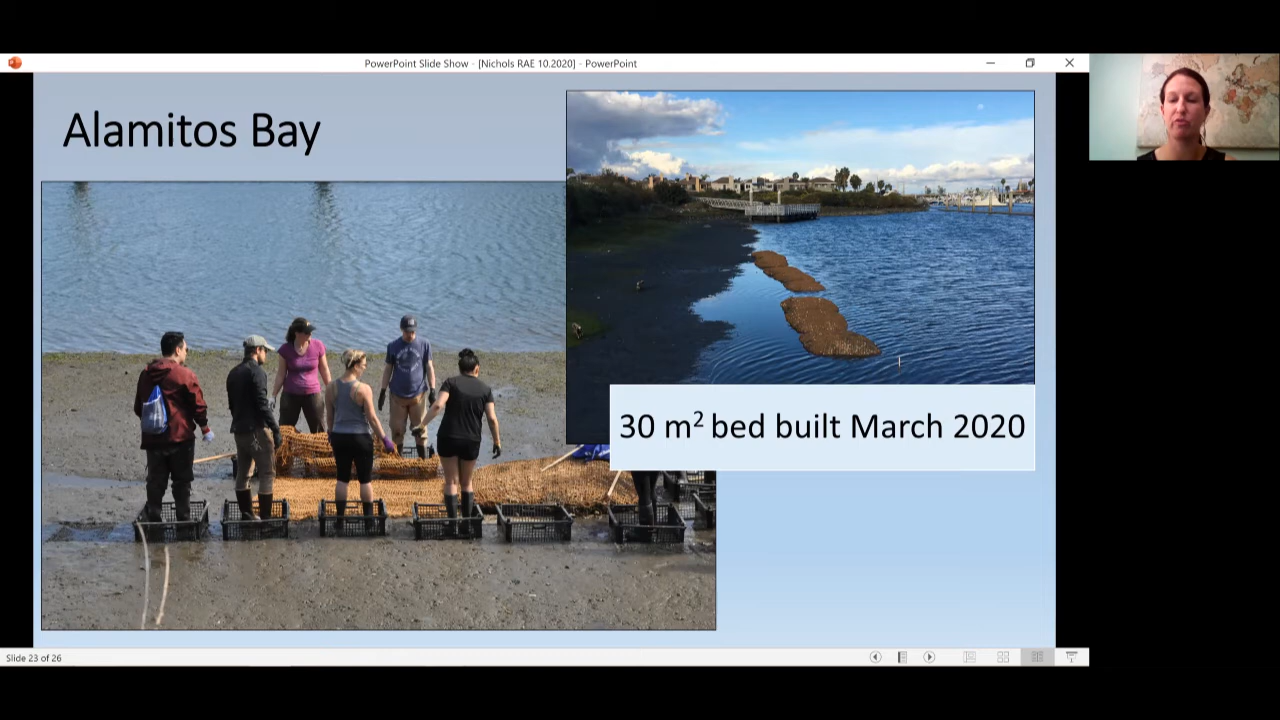 PowerPoint Slide Show - [Nichols RAE 10.2020] - PowerPoint
Alamitos Bay
30 m² bed built March 2020
Slide 23 of 26